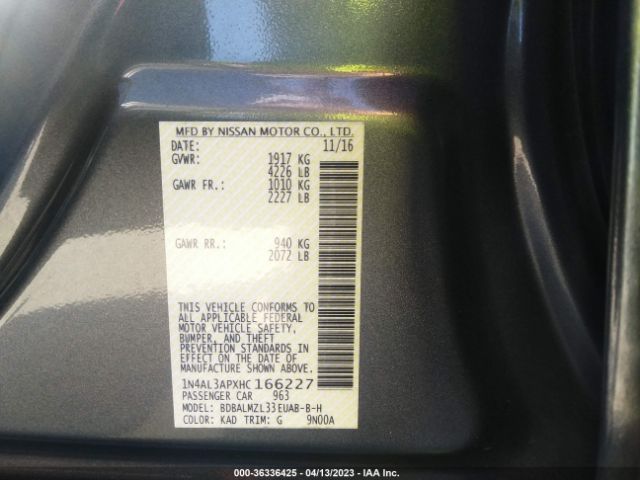 MFD BY NISSAN MOTOR CO., LTD.
DATE: 11/16
GVWR: 1917 KG
4226 LB
GAWR FR.: 1010 KG
2227 LB
GAWR RR.: 940 KG
2072 LB
THIS VEHICLE CONFORMS TO
ALL APPLICABLE FEDERAL
MOTOR VEHICLE SAFETY,
BUMPER, AND THEFT
PREVENTION STANDARDS IN
EFFECT ON THE DATE OF
MANUFACTURE SHOWN ABOVE.
1N4AL3APXHC 166227
PASSENGER CAR 963
MODEL: BDBALMZL33EUAB-B-H
COLOR: KAD TRIM: G 9N00A
000-36336425 - 04/13/2023 - IAA Inc.